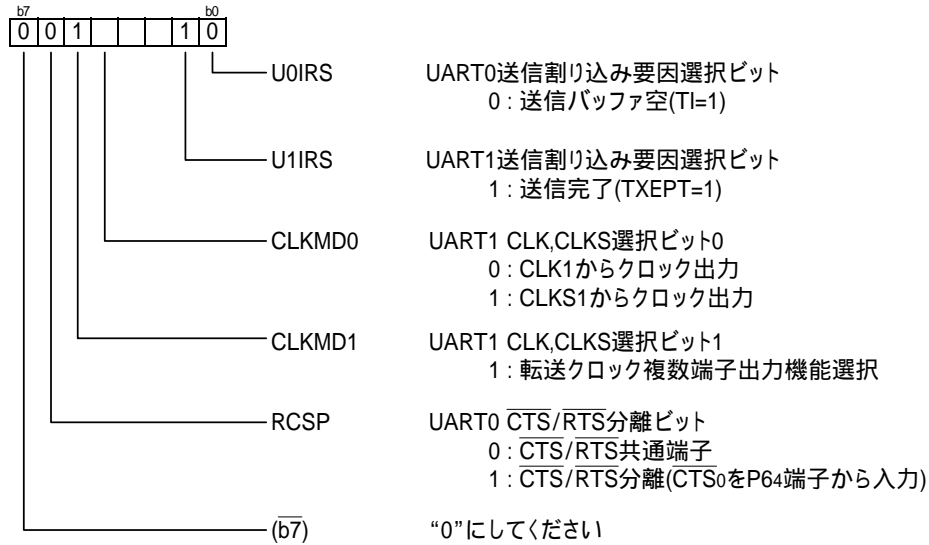 b7 b0
0 0 1 1 0
U0IRS UART0送信割り込み要因選択ビット
0 : 送信バッファ空(TI=1)
U1IRS UART1送信割り込み要因選択ビット
1 : 送信完了(TXEPT=1)
CLKMD0 UART1 CLK,CLKS選択ビット0
0 : CLK1からクロック出力
1 : CLKS1からクロック出力
CLKMD1 UART1 CLK,CLKS選択ビット1
1 : 転送クロック複数端子出力機能選択
RCSP UART0 CTS/RTS分離ビット
0 : CTS/RTS共通端子
1 : CTS/RTS分離(CTS0をP64端子から入力)
(b7) “0”にしてください